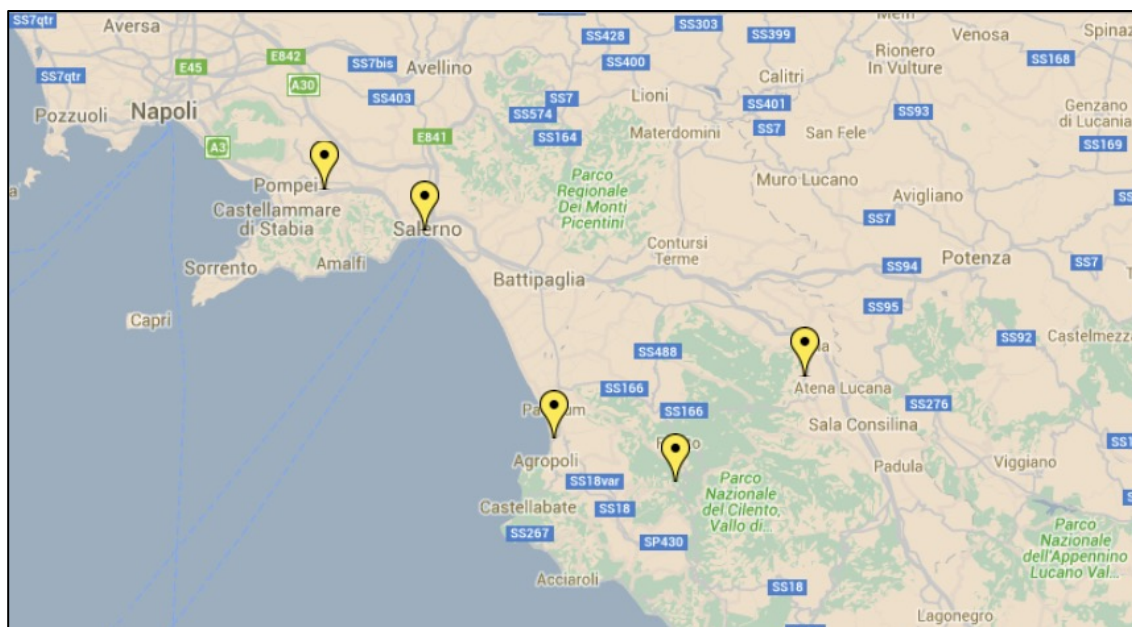 SS7qtr
Aversa
SS428
SS303
Melfi
Venosa
Spinaz
SS399
E842
SS7bis
Avellino
SS400
Rionero
In Vulture
SS168
SS7qtr
E45
A30
SS403
Lioni
Calitri
Pozzuoli
Napoli
SS7
SS574
SS401
SS93
Genzano
di Lucania
E841
SS164
Materdomini
SS7
San Fele
SS169
A3
Pompei
Parco
Regionale
Dei Monti
Picentini
Muro Lucano
Avigliano
Castellammare
di Stabia
Salerno
SS7
Contursi
Terme
Sorrento
Amalfi
Battipaglia
SS94
Potenza
SS7
Capri
SS95
SS92
Castelmezza
SS488
SS166
Atena Lucana
SS166
SS276
Sala Consilina
Agropoli
SS18var
Padula
Viggiano
Parco
Nazionale
del Cilento,
Vallo di...
Castellabate
SS267
SS18
SP430
Parco
Nazionale
dell'Appennino
Lucano Val...
Acciaroli
SS18
Lagonegro